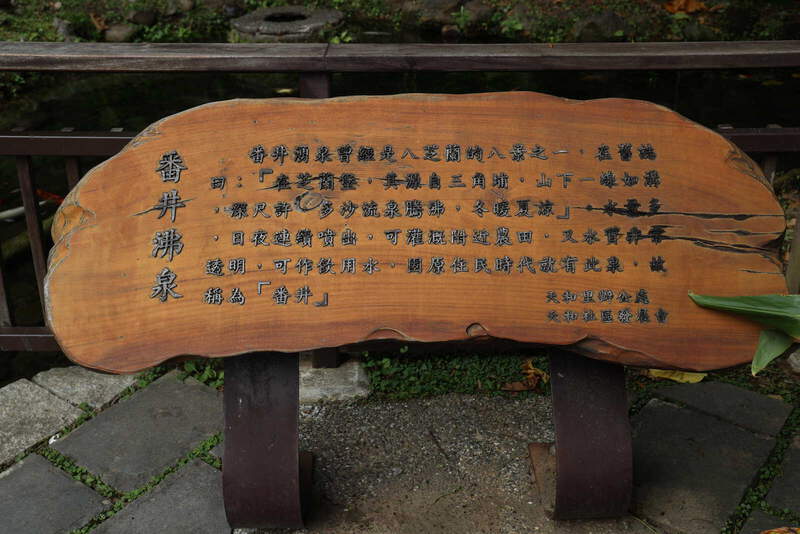 番井沸泉
番井湧泉曾經是八芝蘭的八景之一,在舊誌
曰:「在芝蘭堡,其源自三角埔,山下一線如溝
,深尺許,多沙流泉騰沸,冬暖夏涼」。水量多
,日夜連續噴出,可灌溉附近農田,又水質非常
透明,可作飲用水,因原住民時代就有此泉,故
稱為「番井」
天和里辦公處
天和社區發展會